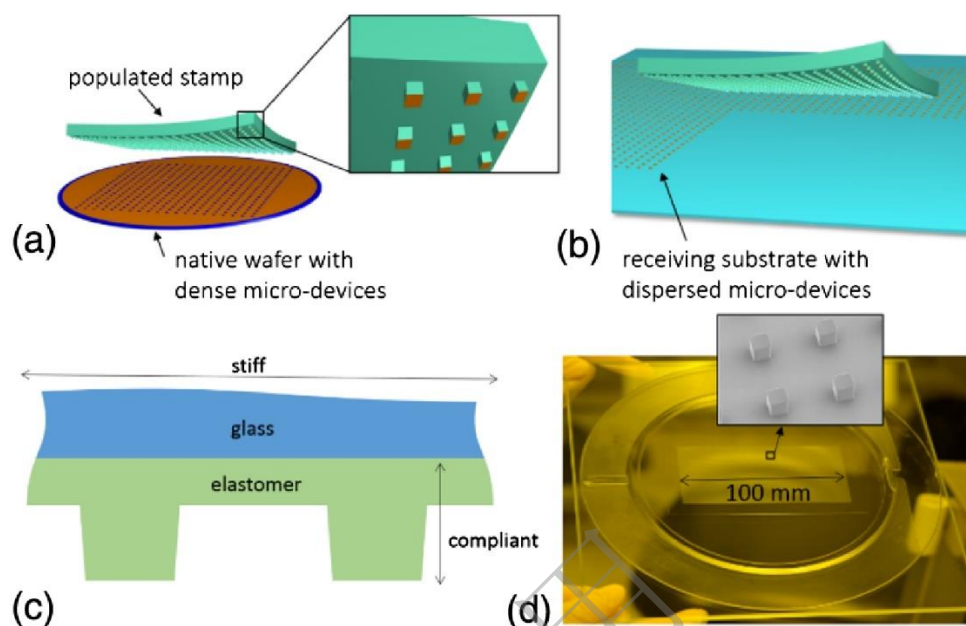 populated stamp
(a)
native wafer with
dense micro-devices
(b)
receiving substrate with
dispersed micro-devices
stiff
glass
elastomer
compliant
(c)
100 mm
(d)